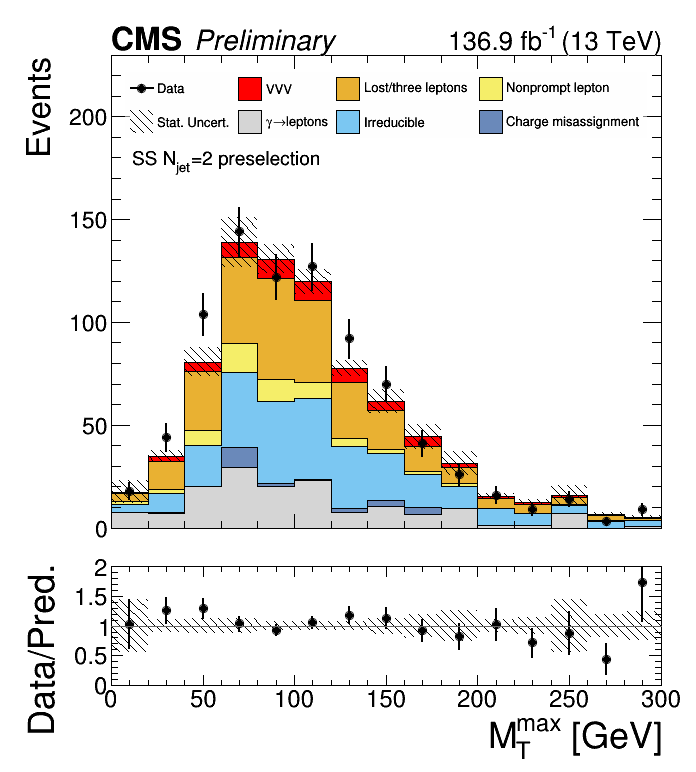 CMS Preliminary 136.9 fb⁻¹ (13 TeV)
Events
Data VVV Lost/three leptons Nonprompt lepton
Stat. Uncert. γ→leptons Irreducible Charge misassignment
SS N_jet=2 preselection
200
150
100
50
0
Data/Pred.
2
1.5
1
0.5
0
0 50 100 150 200 250 300
M_T^max [GeV]